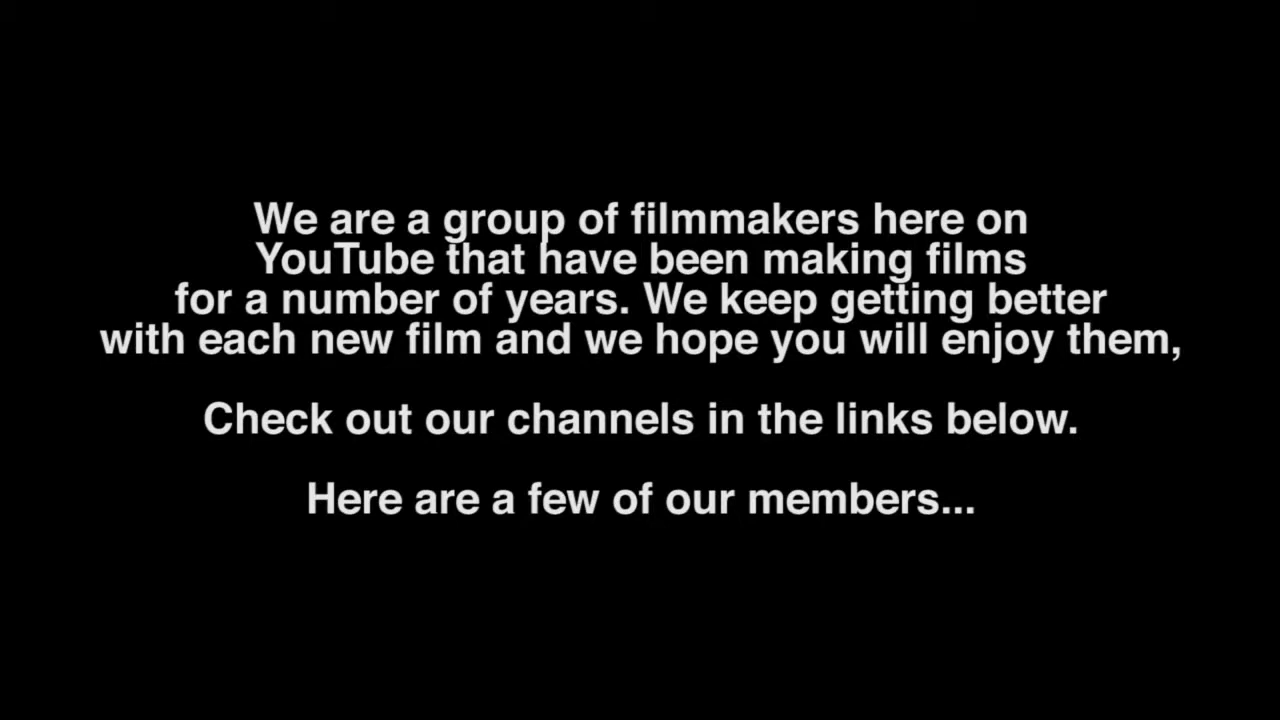 We are a group of filmmakers here on
YouTube that have been making films
for a number of years. We keep getting better
with each new film and we hope you will enjoy them,
Check out our channels in the links below.
Here are a few of our members...